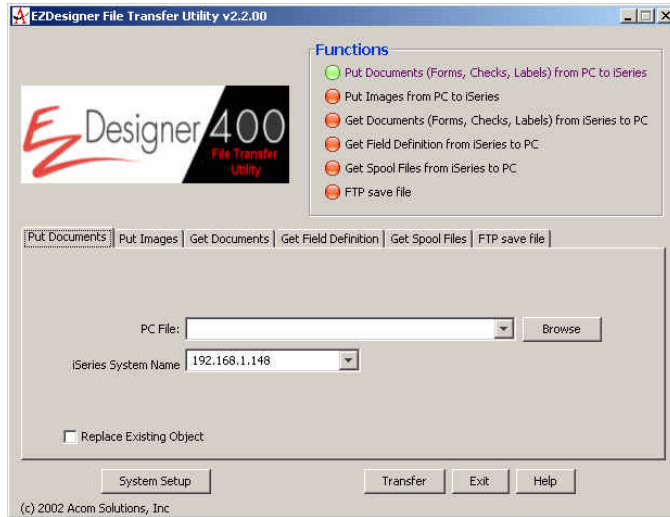 EZDesigner File Transfer Utility v2.2.00
Functions
Put Documents (Forms, Checks, Labels) from PC to iSeries
Put Images from PC to iSeries
Get Documents (Forms, Checks, Labels) from iSeries to PC
Get Field Definition from iSeries to PC
Get Spool Files from iSeries to PC
FTP save file
EZ Designer 400
File Transfer
Utility
Put Documents Put Images Get Documents Get Field Definition Get Spool Files FTP save file
PC File: Browse
iSeries System Name 192.168.1.148
Replace Existing Object
System Setup Transfer Exit Help
(c) 2002 Acom Solutions, Inc